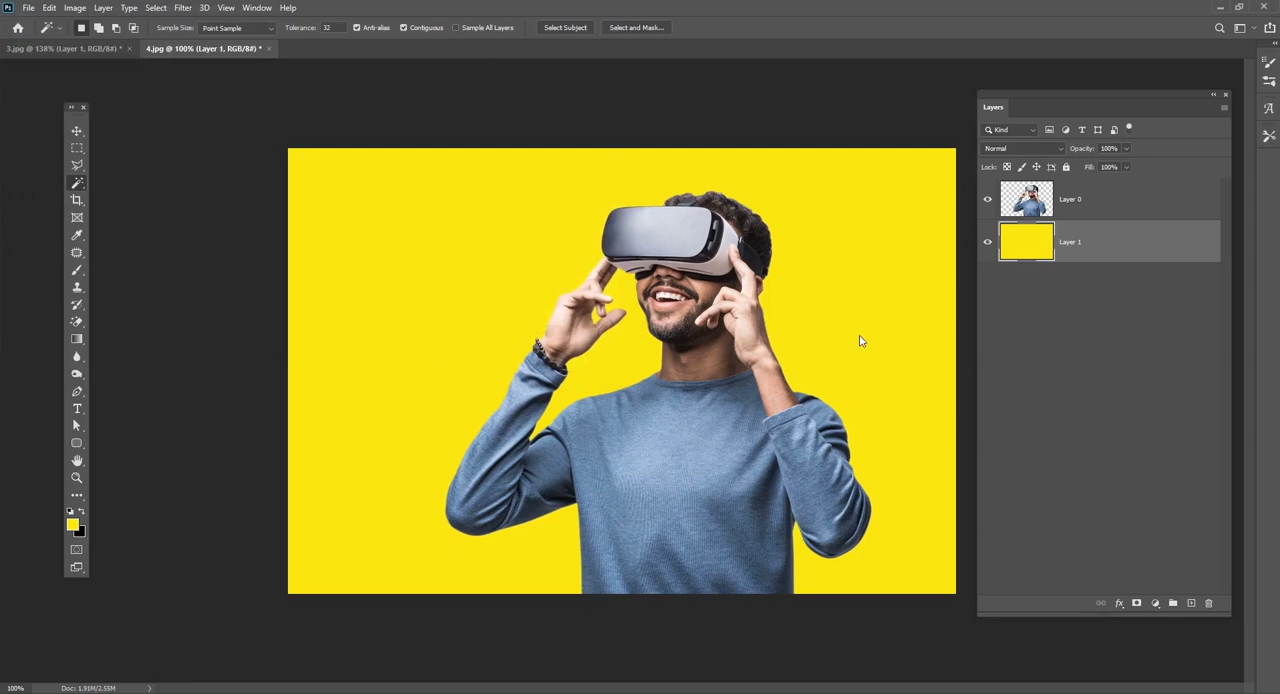 Ps File Edit Image Layer Type Select Filter 3D View Window Help
Sample Size: Point Sample Tolerance: 32 Anti-alias Contiguous Sample All Layers Select Subject Select and Mask...
3.jpg @ 138% (Layer 1, RGB/8#) * × 4.jpg @ 100% (Layer 1, RGB/8#) * ×
Layers
Kind
Normal Opacity: 100%
Lock: Fill: 100%
Layer 0
Layer 1
fx
100% Doc: 1.91M/2.55M